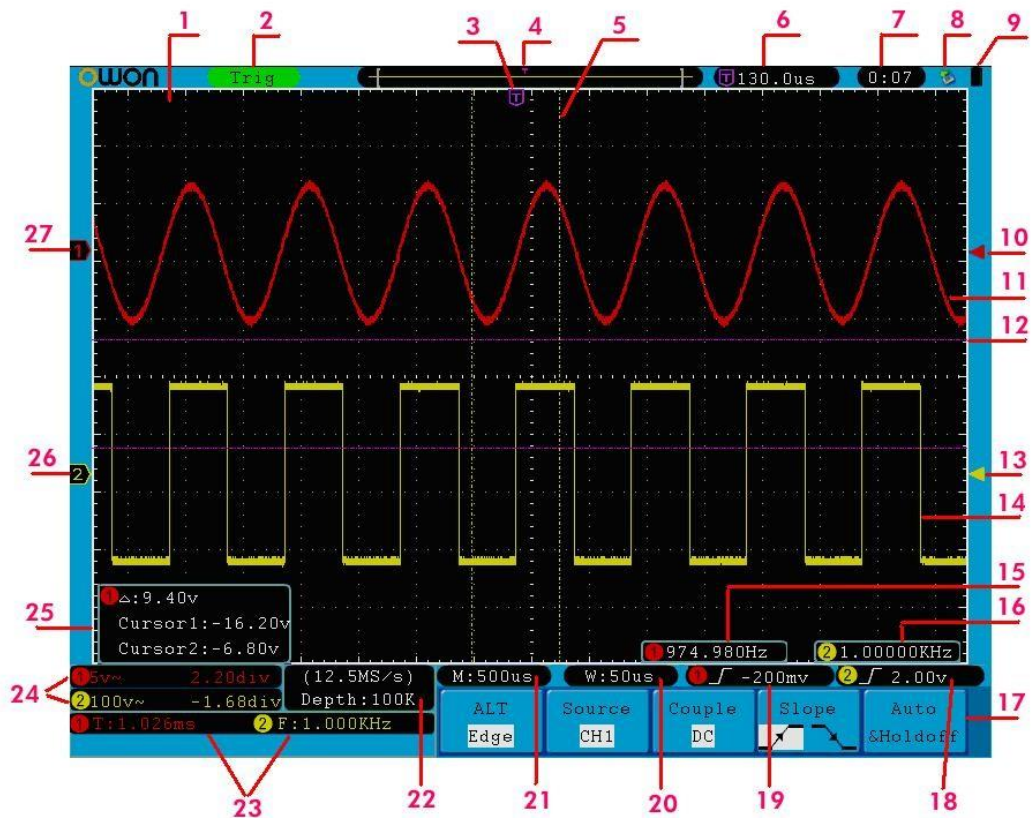 1 2 3 4 5 6 7 8 9
OWON Trig T 130.0us 0:07
T
27 1 10
11
12
26 2 13
14
15
16
25
1 △:9.40v
Cursor1:-16.20v
Cursor2:-6.80v
1 974.980Hz 2 1.00000KHz
24
1 5v~ 2.20div (12.5MS/s) M:500us W:50us 1 -200mv 2 2.00v
2 100v~ -1.68div Depth:100K
1 T:1.026ms 2 F:1.000KHz
ALT Source Couple Slope Auto
Edge CH1 DC &Holdoff
17
23 22 21 20 19 18